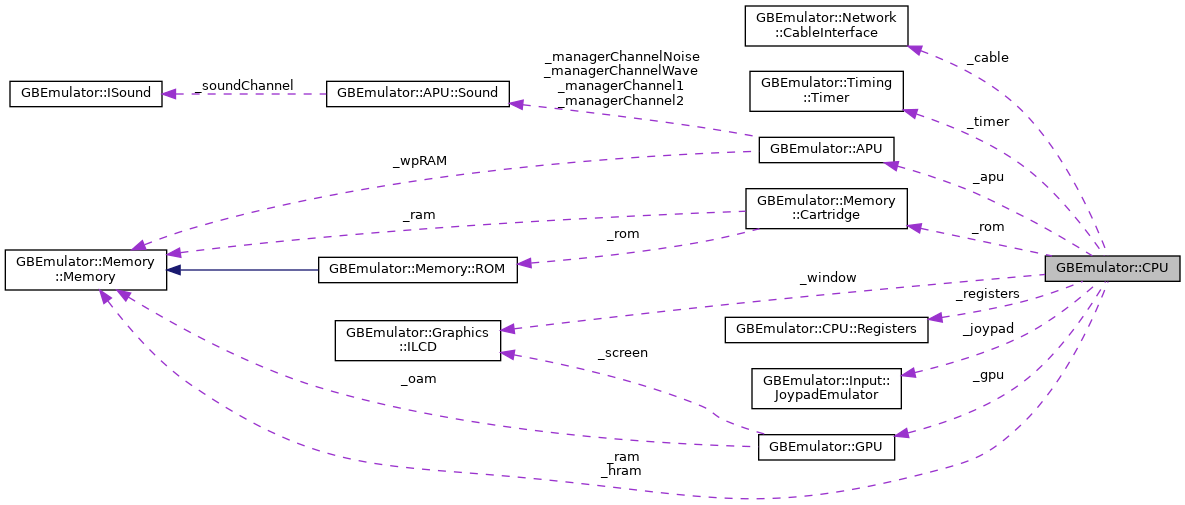 GBEmulator::Network
::CableInterface
_cable
_managerChannelNoise
_managerChannelWave
_managerChannel1
_managerChannel2
GBEmulator::ISound
_soundChannel
GBEmulator::APU::Sound
GBEmulator::Timing
::Timer
_timer
GBEmulator::APU
_wpRAM
_apu
GBEmulator::Memory
::Cartridge
_ram
_rom
_rom
GBEmulator::Memory
::Memory
GBEmulator::Memory::ROM
GBEmulator::CPU
_window
_registers
GBEmulator::Graphics
::ILCD
GBEmulator::CPU::Registers
_joypad
_screen
GBEmulator::Input::
JoypadEmulator
_gpu
_oam
GBEmulator::GPU
_ram
_hram